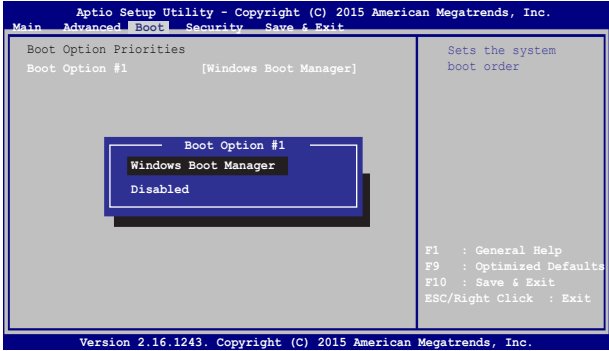 Aptio Setup Utility - Copyright (C) 2015 American Megatrends, Inc.
Main Advanced Boot Security Save & Exit
Boot Option Priorities
Boot Option #1 [Windows Boot Manager]
Sets the system
boot order
Boot Option #1
Windows Boot Manager
Disabled
F1 : General Help
F9 : Optimized Defaults
F10 : Save & Exit
ESC/Right Click : Exit
Version 2.16.1243. Copyright (C) 2015 American Megatrends, Inc.